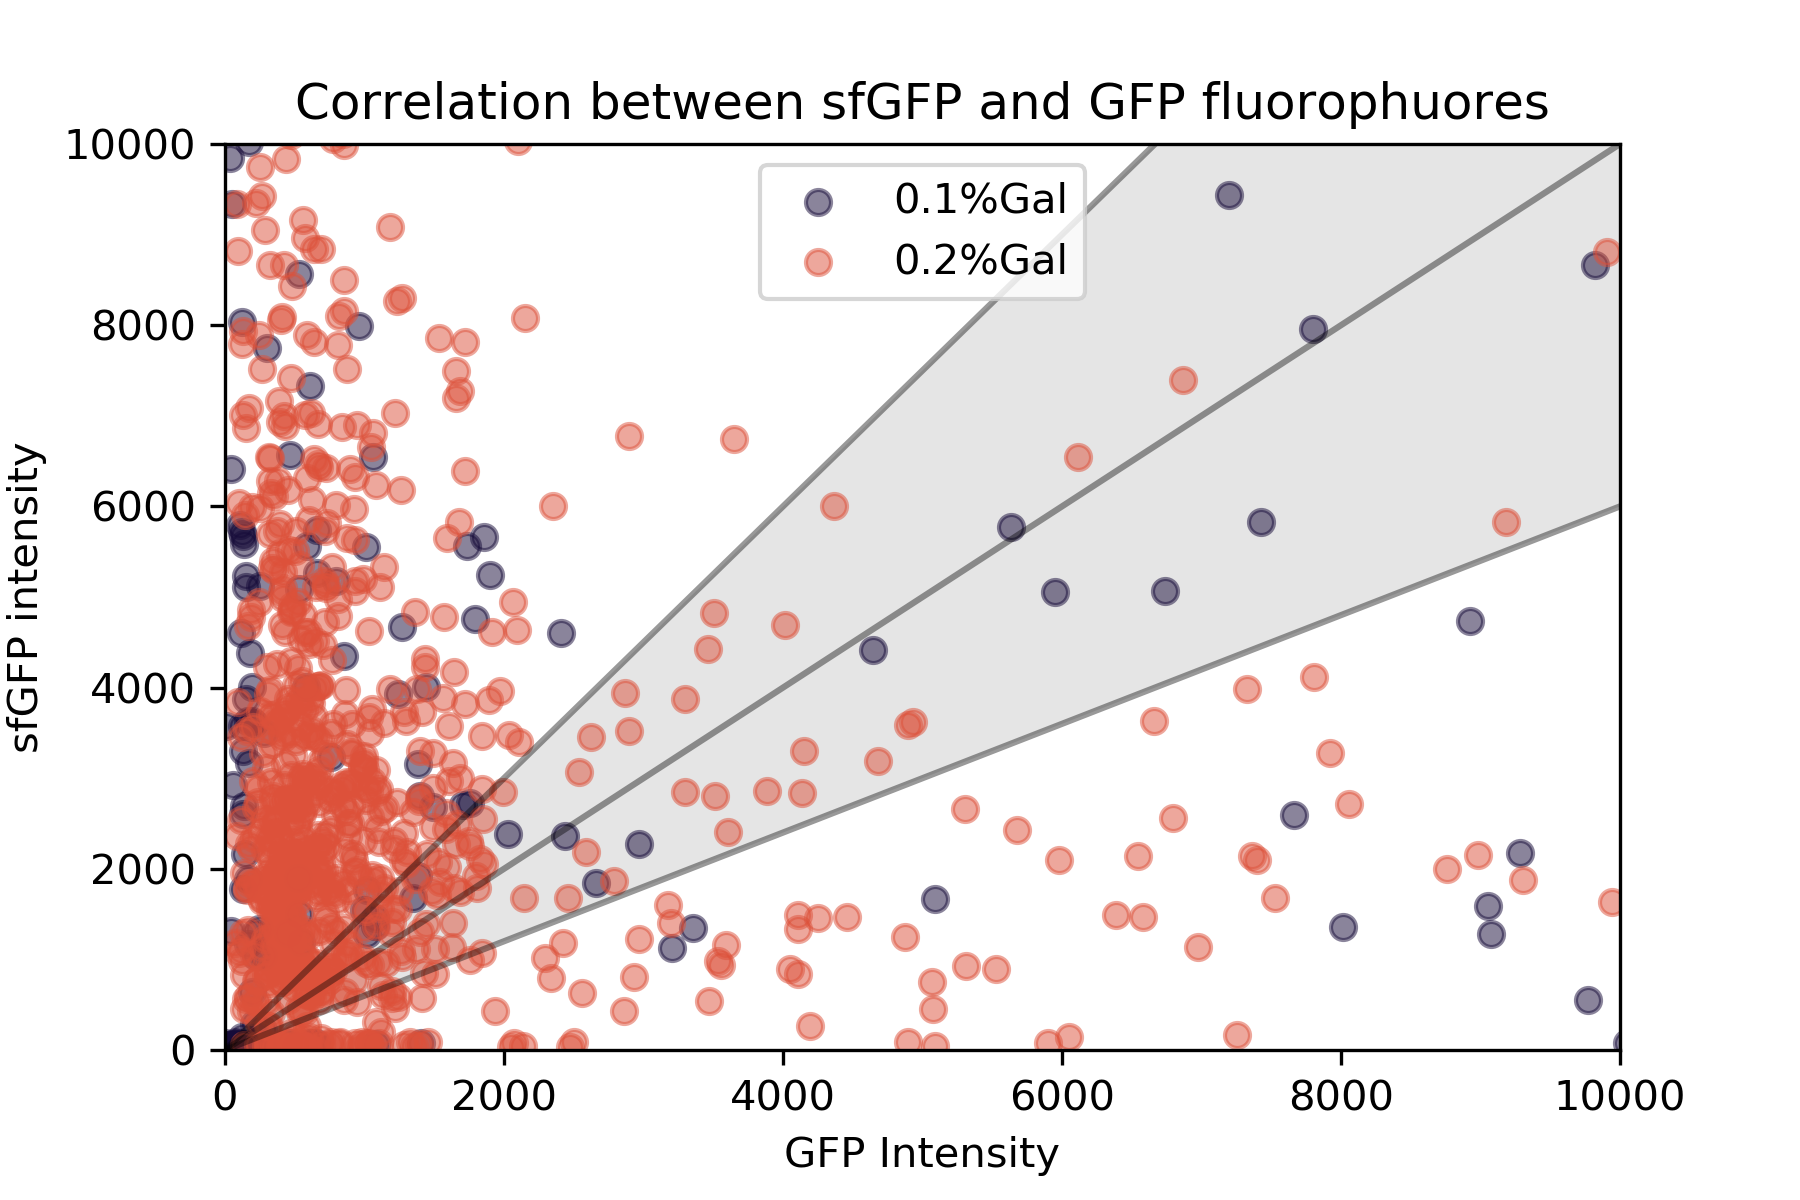 Correlation between sfGFP and GFP fluorophuores
0.1%Gal
0.2%Gal
10000
8000
6000
4000
2000
0
sfGFP intensity
0 2000 4000 6000 8000 10000
GFP Intensity